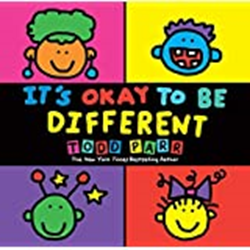 IT'S OKAY TO BE
DIFFERENT
TODD PARR
The New York Times Bestselling Author